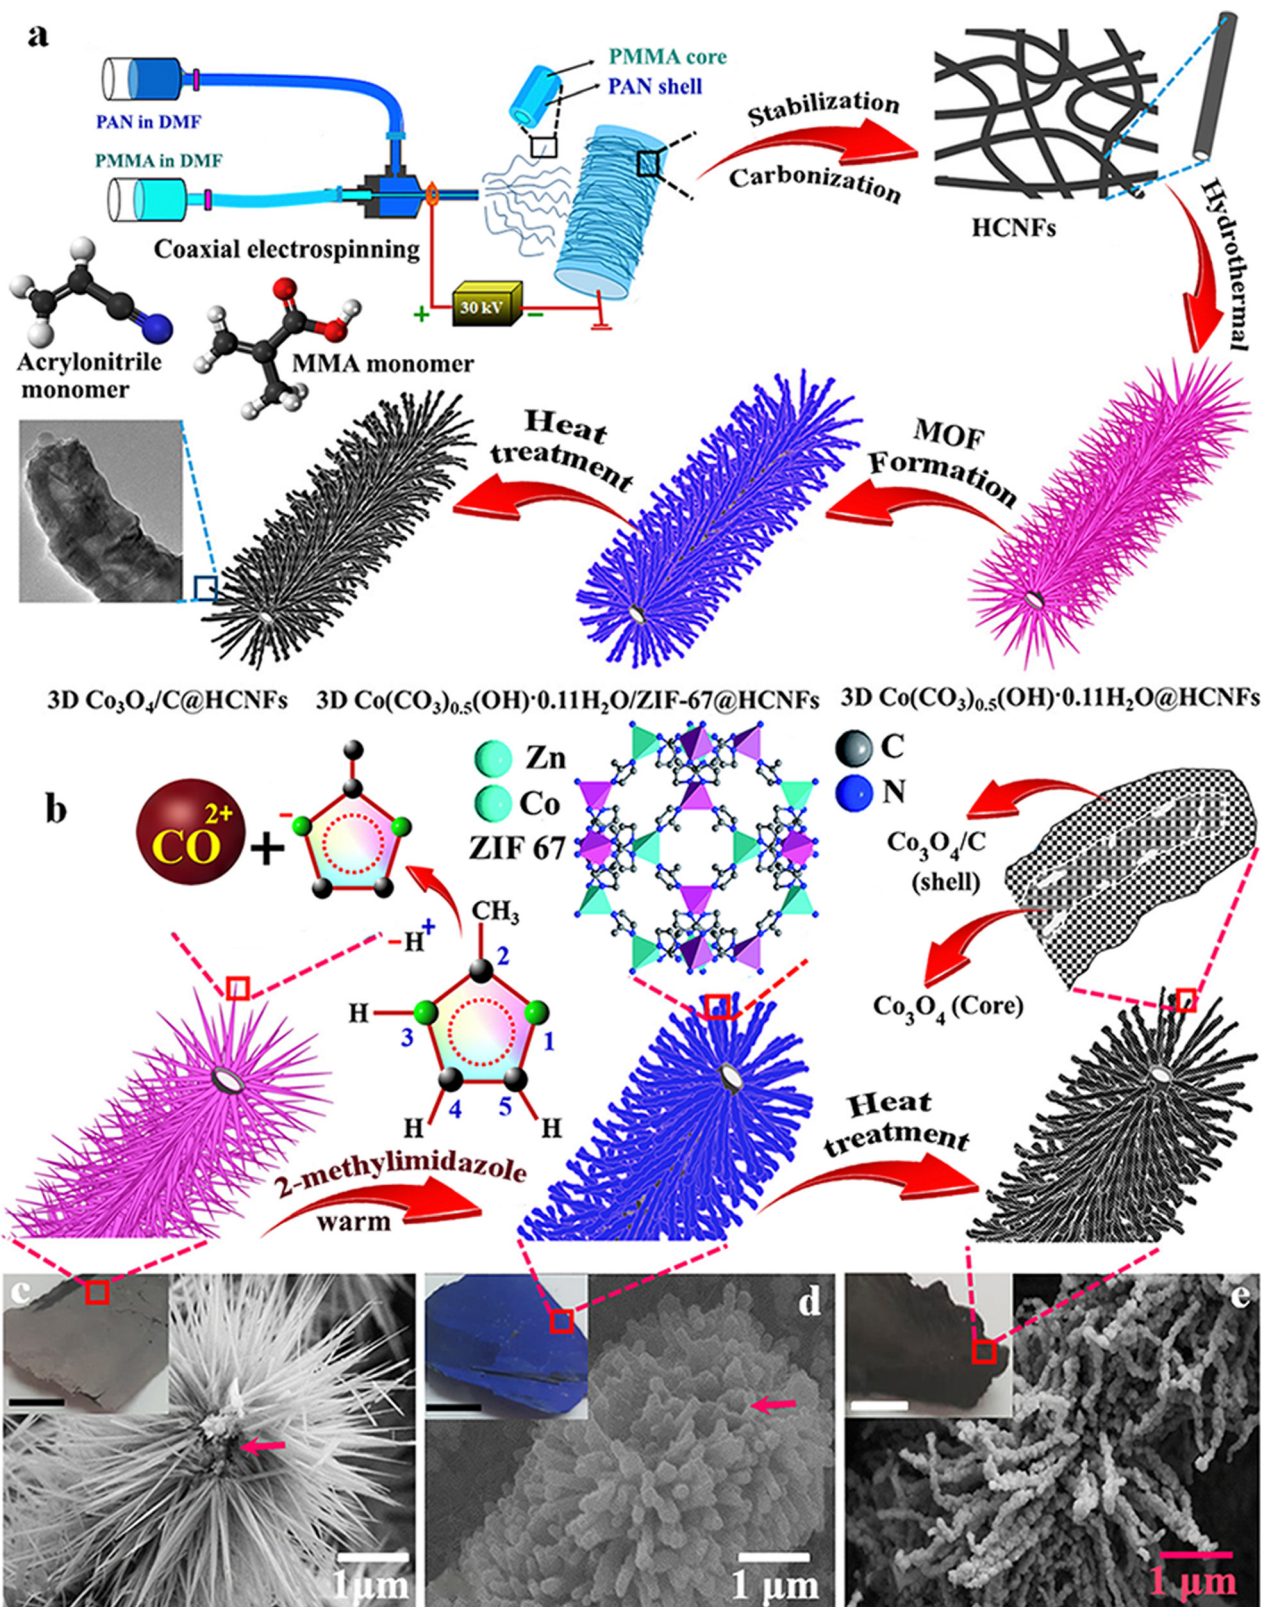 a
PMMA core
PAN shell
PAN in DMF
PMMA in DMF
Coaxial electrospinning
30 kV
+
−
Stabilization
Carbonization
HCNFs
Hydrothermal
Acrylonitrile
monomer
MMA monomer
Heat
treatment
MOF
Formation
3D Co₃O₄/C@HCNFs
3D Co(CO₃)₀.₅(OH)·0.11H₂O/ZIF-67@HCNFs
3D Co(CO₃)₀.₅(OH)·0.11H₂O@HCNFs
b
CO²⁺
+
−
Zn
Co
ZIF 67
C
N
Co₃O₄/C
(shell)
Co₃O₄ (Core)
−H⁺
CH₃
2
H
3
1
4
5
H
H
2-methylimidazole
warm
Heat
treatment
c
1μm
d
1 μm
e
1 μm